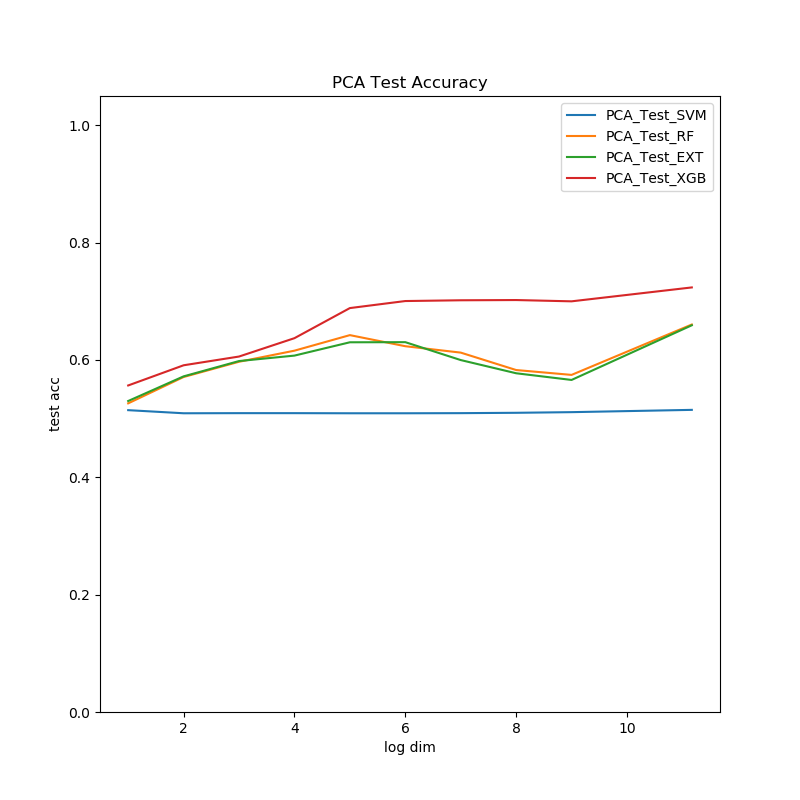 PCA Test Accuracy
PCA_Test_SVM
PCA_Test_RF
PCA_Test_EXT
PCA_Test_XGB
1.0
0.8
0.6
0.4
0.2
0.0
test acc
2 4 6 8 10
log dim